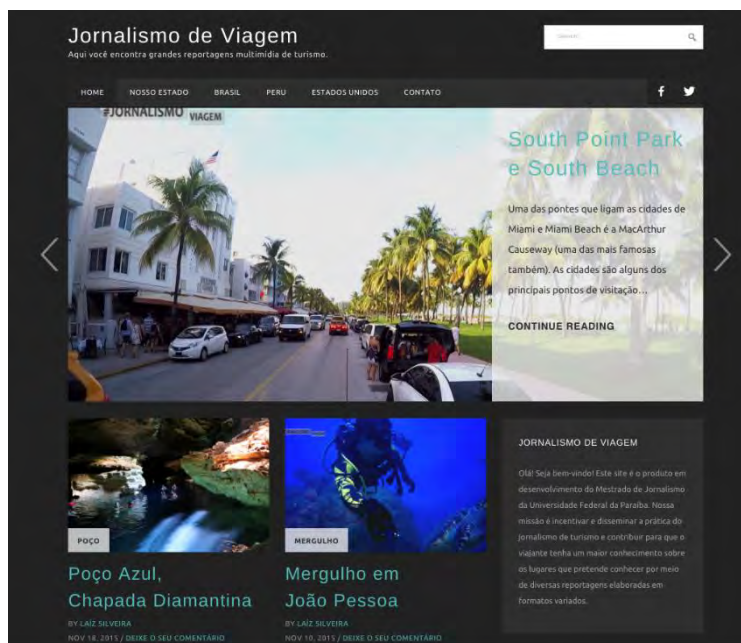 Jornalismo de Viagem
Aqui você encontra grandes reportagens multimídia de turismo.
HOME NOSSO ESTADO BRASIL PERU ESTADOS UNIDOS CONTATO
#JORNALISMO VIAGEM
South Point Park
e South Beach
Uma das pontes que ligam as cidades de
Miami e Miami Beach é a MacArthur
Causeway (uma das mais famosas
também). As cidades são alguns dos
principais pontos de visitação…
CONTINUE READING
POÇO
Poço Azul,
Chapada Diamantina
BY LAÍZ SILVEIRA
NOV 18, 2015 / DEIXE O SEU COMENTÁRIO
MERGULHO
Mergulho em
João Pessoa
BY LAÍZ SILVEIRA
NOV 10, 2015 / DEIXE O SEU COMENTÁRIO
JORNALISMO DE VIAGEM
Olá! Seja bem-vindo! Este site é o produto em
desenvolvimento do Mestrado de Jornalismo
da Universidade Federal da Paraíba. Nossa
missão é incentivar e disseminar a prática do
jornalismo de turismo e contribuir para que o
viajante tenha um maior conhecimento sobre
os lugares que pretende conhecer por meio
de diversas reportagens elaboradas em
formatos variados.